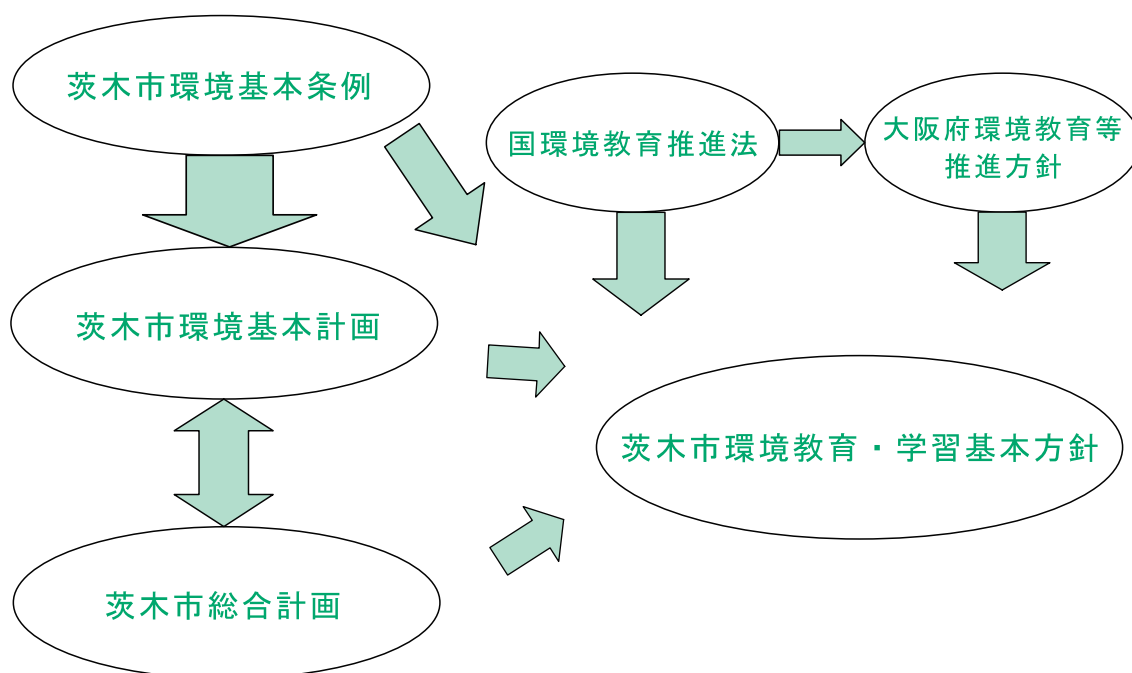 茨木市環境基本条例
国環境教育推進法
大阪府環境教育等
推進方針
茨木市環境基本計画
茨木市環境教育・学習基本方針
茨木市総合計画